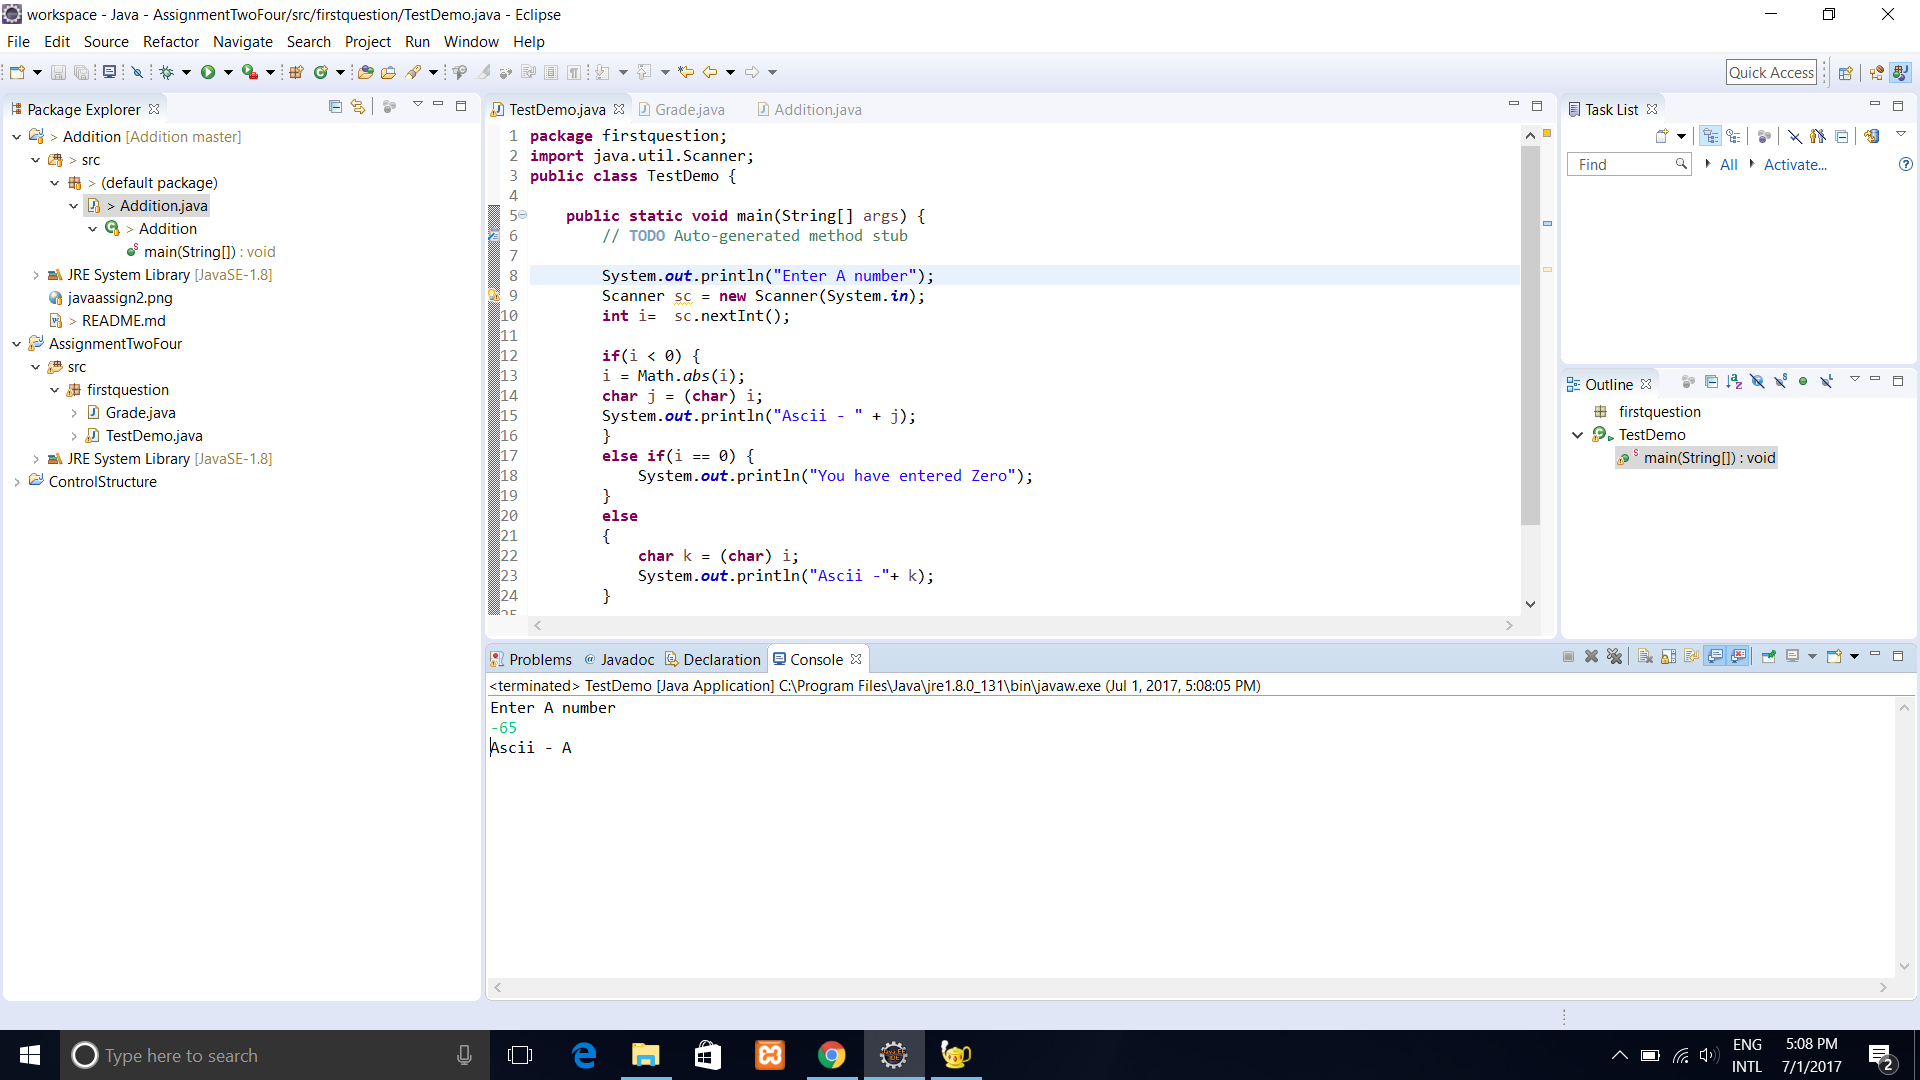 workspace - Java - AssignmentTwoFour/src/firstquestion/TestDemo.java - Eclipse
File Edit Source Refactor Navigate Search Project Run Window Help
Quick Access
Package Explorer
> Addition [Addition master]
> src
> (default package)
> Addition.java
> Addition
main(String[]) : void
JRE System Library [JavaSE-1.8]
javaassign2.png
> README.md
AssignmentTwoFour
src
firstquestion
Grade.java
TestDemo.java
JRE System Library [JavaSE-1.8]
ControlStructure
TestDemo.java Grade.java Addition.java
1 package firstquestion;
2 import java.util.Scanner;
3 public class TestDemo {
4
5 public static void main(String[] args) {
6 // TODO Auto-generated method stub
7
8 System.out.println("Enter A number");
9 Scanner sc = new Scanner(System.in);
10 int i=  sc.nextInt();
11
12 if(i < 0) {
13 i = Math.abs(i);
14 char j = (char) i;
15 System.out.println("Ascii - " + j);
16 }
17 else if(i == 0) {
18 System.out.println("You have entered Zero");
19 }
20 else
21 {
22 char k = (char) i;
23 System.out.println("Ascii -"+ k);
24 }
25
Task List
Find All Activate...
Outline
firstquestion
TestDemo
main(String[]) : void
Problems @ Javadoc Declaration Console
<terminated> TestDemo [Java Application] C:\Program Files\Java\jre1.8.0_131\bin\javaw.exe (Jul 1, 2017, 5:08:05 PM)
Enter A number
-65
Ascii - A
Type here to search
ENG
INTL
5:08 PM
7/1/2017
2